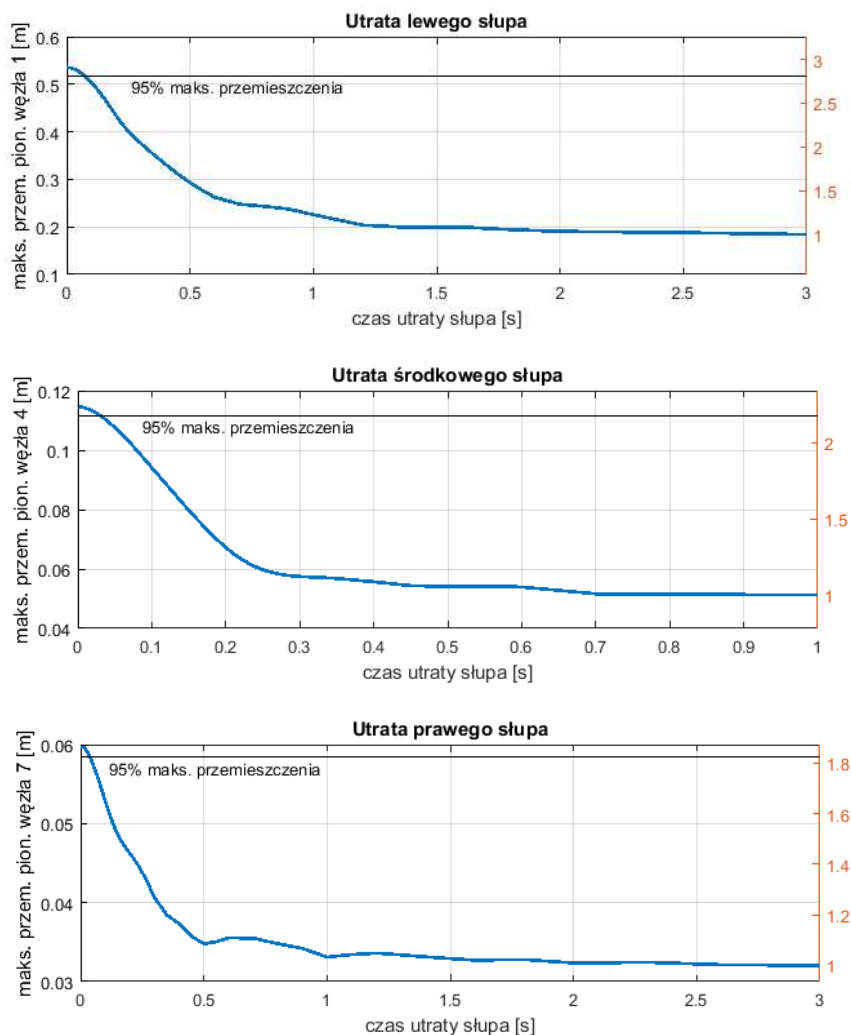 Utrata lewego słupa
maks. przem. pion. węzła 1 [m]
0.6
0.5
0.4
0.3
0.2
0.1
95% maks. przemieszczenia
3
2.5
2
1.5
1
0 0.5 1 1.5 2 2.5 3
czas utraty słupa [s]
Utrata środkowego słupa
maks. przem. pion. węzła 4 [m]
0.12
0.1
0.08
0.06
0.04
95% maks. przemieszczenia
2
1.5
1
0 0.1 0.2 0.3 0.4 0.5 0.6 0.7 0.8 0.9 1
czas utraty słupa [s]
Utrata prawego słupa
maks. przem. pion. węzła 7 [m]
0.06
0.05
0.04
0.03
95% maks. przemieszczenia
1.8
1.6
1.4
1.2
1
0 0.5 1 1.5 2 2.5 3
czas utraty słupa [s]